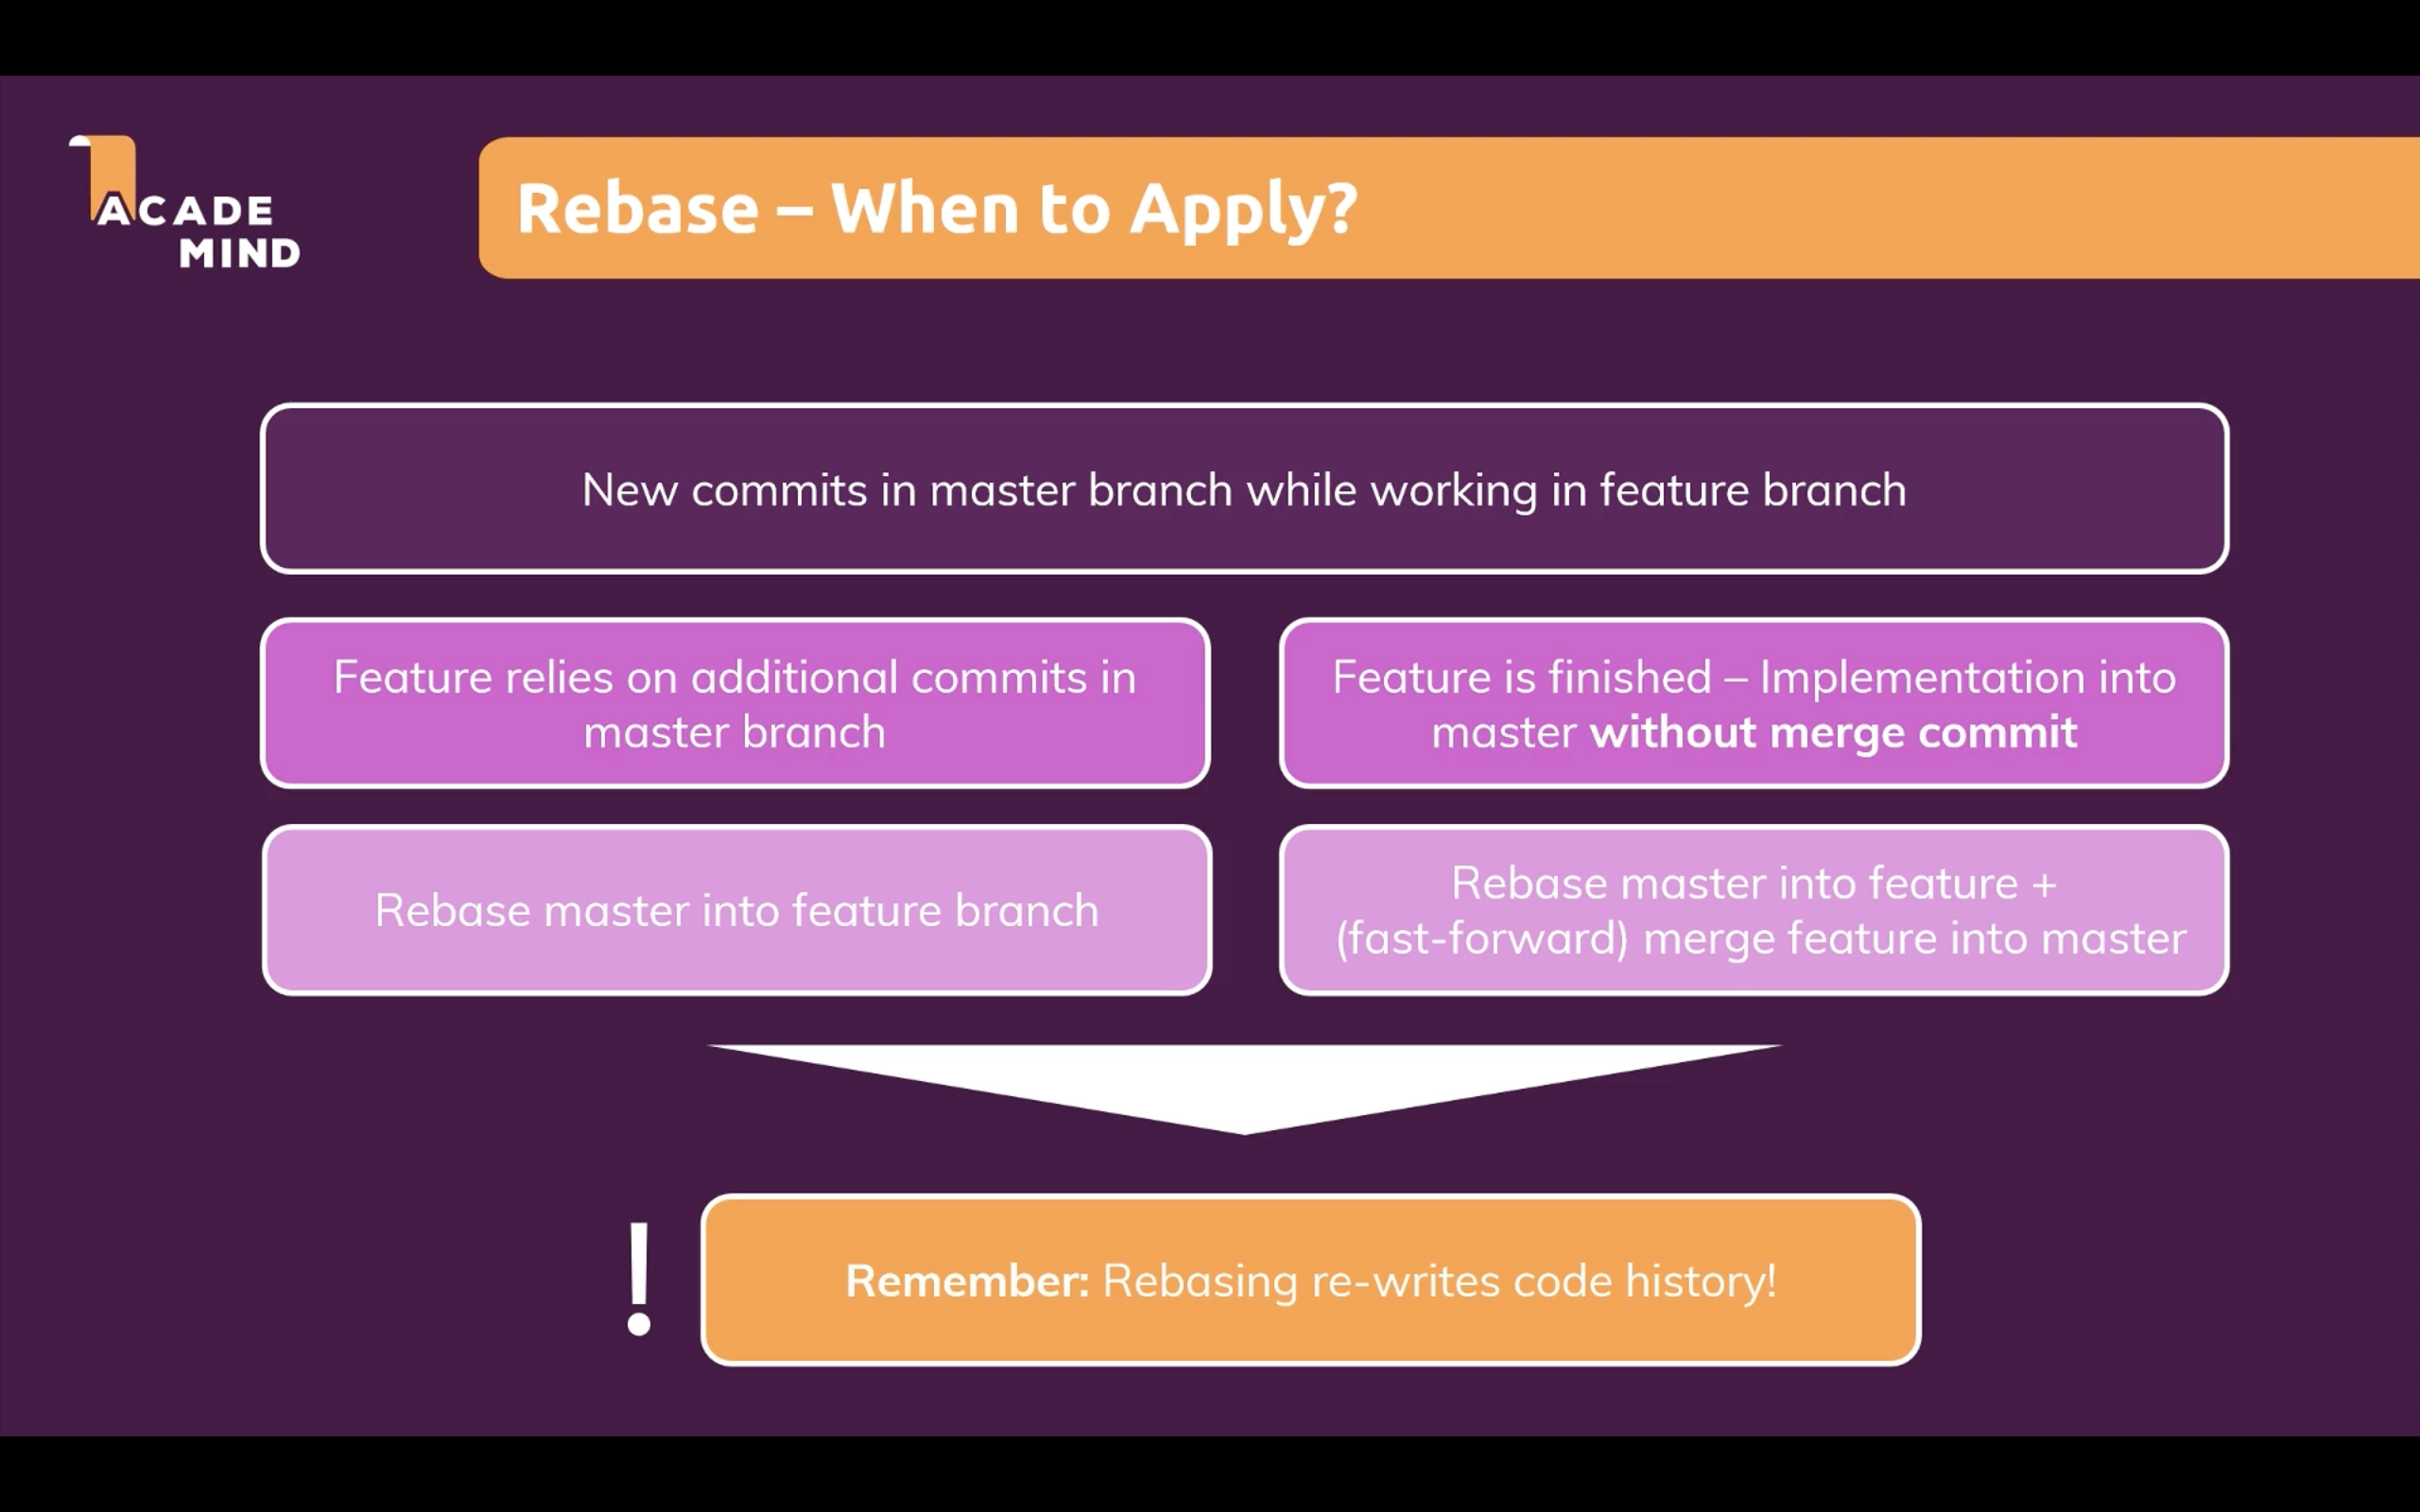 ACADE
MIND
Rebase – When to Apply?
New commits in master branch while working in feature branch
Feature relies on additional commits in
master branch
Feature is finished – Implementation into
master without merge commit
Rebase master into feature branch
Rebase master into feature +
(fast-forward) merge feature into master
!
Remember: Rebasing re-writes code history!